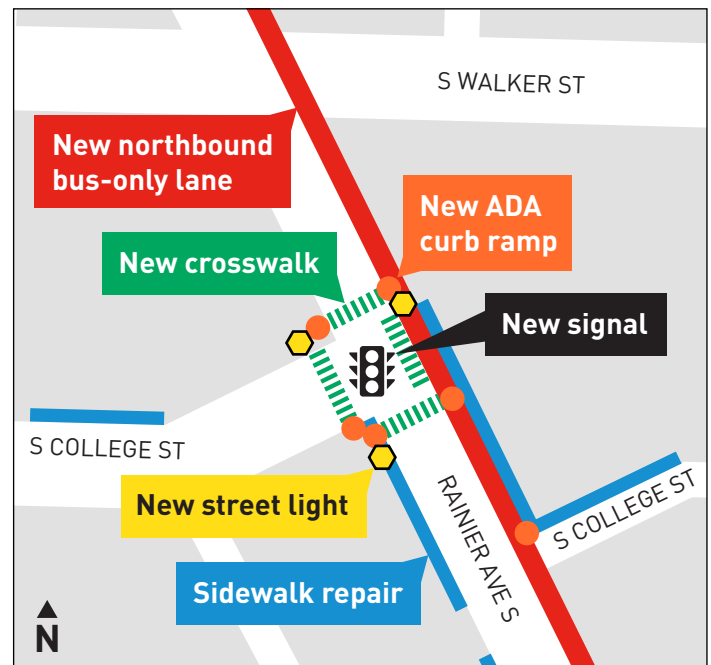 S WALKER ST
New northbound
bus-only lane
New ADA
curb ramp
New crosswalk
New signal
S COLLEGE ST
New street light
RAINIER AVE S
S COLLEGE ST
Sidewalk repair
N